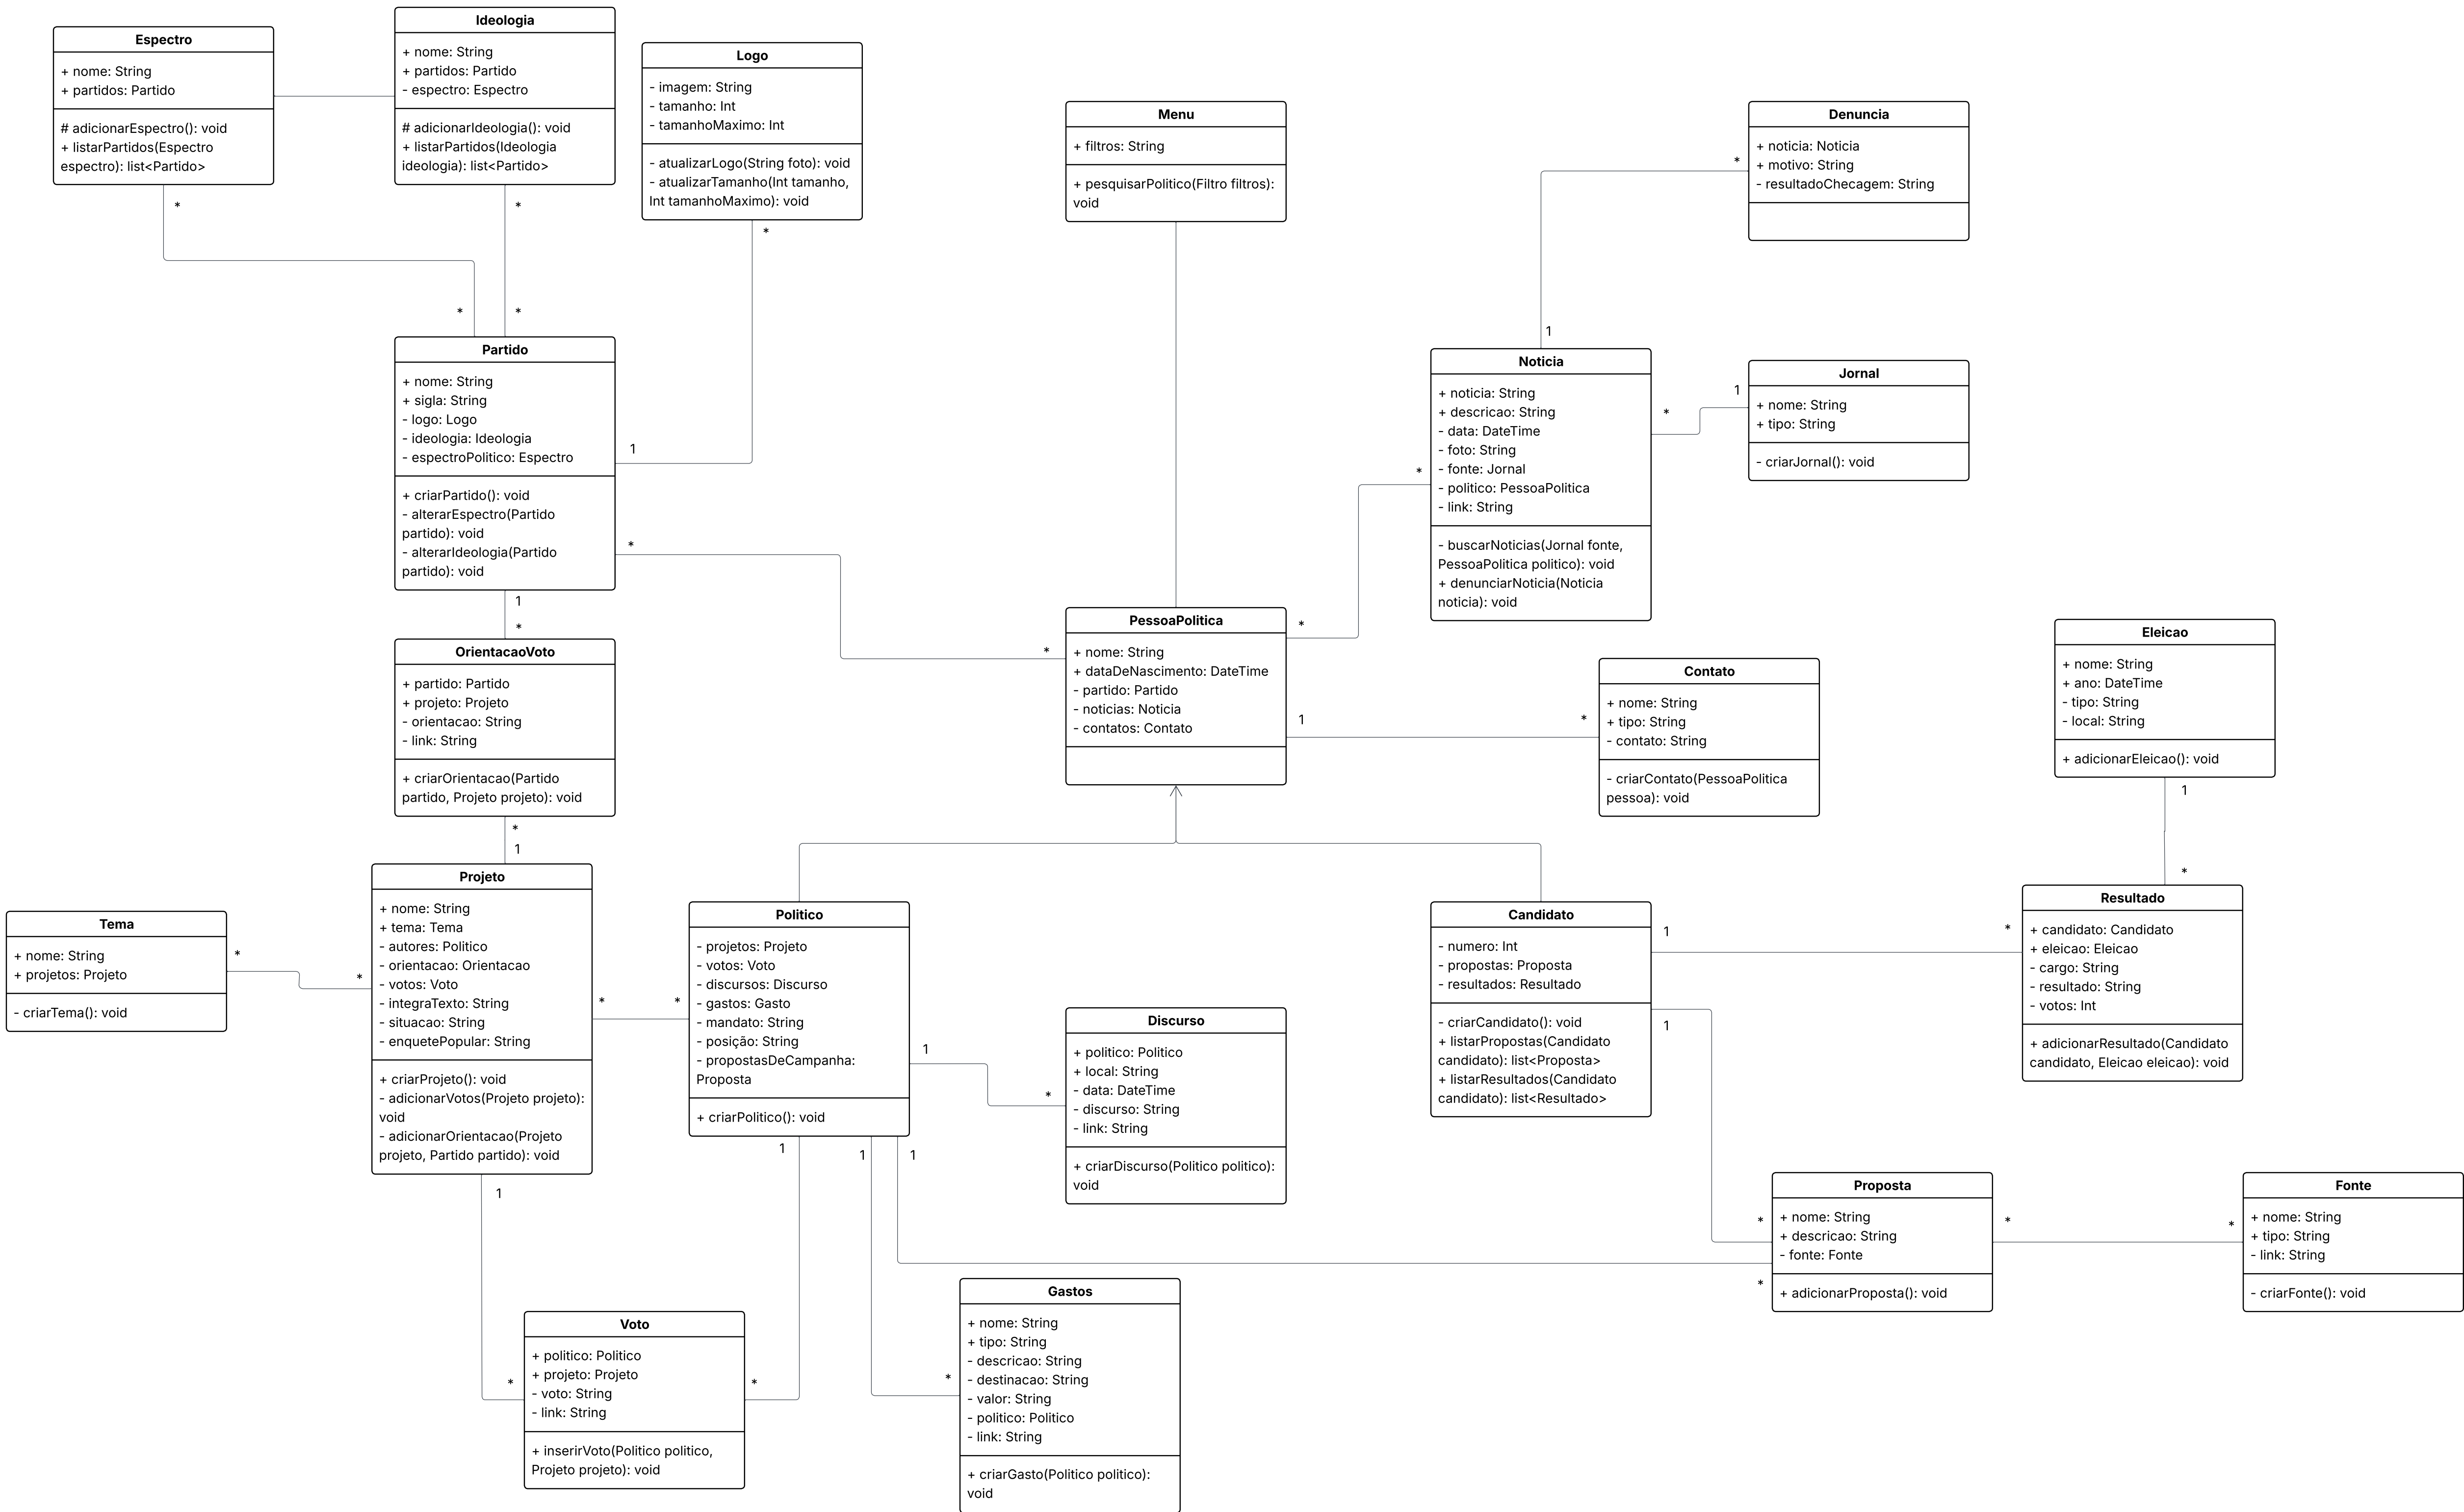 Espectro
+ nome: String
+ partidos: Partido
# adicionarEspectro(): void
+ listarPartidos(Espectro
espectro): list<Partido>
*
Ideologia
+ nome: String
+ partidos: Partido
- espectro: Espectro
# adicionarIdeologia(): void
+ listarPartidos(Ideologia
ideologia): list<Partido>
*
Logo
- imagem: String
- tamanho: Int
- tamanhoMaximo: Int
- atualizarLogo(String foto): void
- atualizarTamanho(Int tamanho,
Int tamanhoMaximo): void
*
Menu
+ filtros: String
+ pesquisarPolitico(Filtro filtros):
void
Denuncia
+ noticia: Noticia
+ motivo: String
- resultadoChecagem: String
*
1
*
*
Partido
+ nome: String
+ sigla: String
- logo: Logo
- ideologia: Ideologia
- espectroPolitico: Espectro
+ criarPartido(): void
- alterarEspectro(Partido
partido): void
- alterarIdeologia(Partido
partido): void
1
*
1
*
Noticia
+ noticia: String
+ descricao: String
- data: DateTime
- foto: String
- fonte: Jornal
- politico: PessoaPolitica
- link: String
- buscarNoticias(Jornal fonte,
PessoaPolitica politico): void
+ denunciarNoticia(Noticia
noticia): void
*
*
1
Jornal
+ nome: String
+ tipo: String
- criarJornal(): void
OrientacaoVoto
+ partido: Partido
+ projeto: Projeto
- orientacao: String
- link: String
+ criarOrientacao(Partido
partido, Projeto projeto): void
*
1
*
PessoaPolitica
+ nome: String
+ dataDeNascimento: DateTime
- partido: Partido
- noticias: Noticia
- contatos: Contato
*
1
*
Contato
+ nome: String
+ tipo: String
- contato: String
- criarContato(PessoaPolitica
pessoa): void
Eleicao
+ nome: String
+ ano: DateTime
- tipo: String
- local: String
+ adicionarEleicao(): void
1
*
Tema
+ nome: String
+ projetos: Projeto
- criarTema(): void
*
*
Projeto
+ nome: String
+ tema: Tema
- autores: Politico
- orientacao: Orientacao
- votos: Voto
- integraTexto: String
- situacao: String
- enquetePopular: String
+ criarProjeto(): void
- adicionarVotos(Projeto projeto):
void
- adicionarOrientacao(Projeto
projeto, Partido partido): void
*
*
1
Politico
- projetos: Projeto
- votos: Voto
- discursos: Discurso
- gastos: Gasto
- mandato: String
- posição: String
- propostasDeCampanha:
Proposta
+ criarPolitico(): void
1
1
1
1
*
Discurso
+ politico: Politico
+ local: String
- data: DateTime
- discurso: String
- link: String
+ criarDiscurso(Politico politico):
void
Candidato
- numero: Int
- propostas: Proposta
- resultados: Resultado
- criarCandidato(): void
+ listarPropostas(Candidato
candidato): list<Proposta>
+ listarResultados(Candidato
candidato): list<Resultado>
1
1
*
Resultado
+ candidato: Candidato
+ eleicao: Eleicao
- cargo: String
- resultado: String
- votos: Int
+ adicionarResultado(Candidato
candidato, Eleicao eleicao): void
*
*
Proposta
+ nome: String
+ descricao: String
- fonte: Fonte
+ adicionarProposta(): void
*
*
Fonte
+ nome: String
+ tipo: String
- link: String
- criarFonte(): void
*
Voto
+ politico: Politico
+ projeto: Projeto
- voto: String
- link: String
+ inserirVoto(Politico politico,
Projeto projeto): void
*
*
Gastos
+ nome: String
+ tipo: String
- descricao: String
- destinacao: String
- valor: String
- politico: Politico
- link: String
+ criarGasto(Politico politico):
void